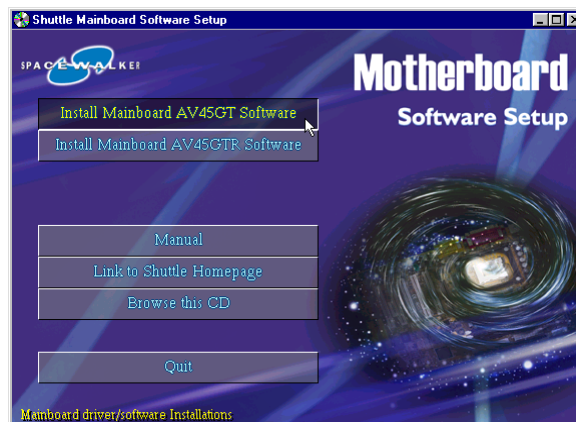 Shuttle Mainboard Software Setup
SPACEWALKER
Motherboard
Software Setup
Install Mainboard AV45GT Software
Install Mainboard AV45GTR Software
Manual
Link to Shuttle Homepage
Browse this CD
Quit
Mainboard driver/software Installations